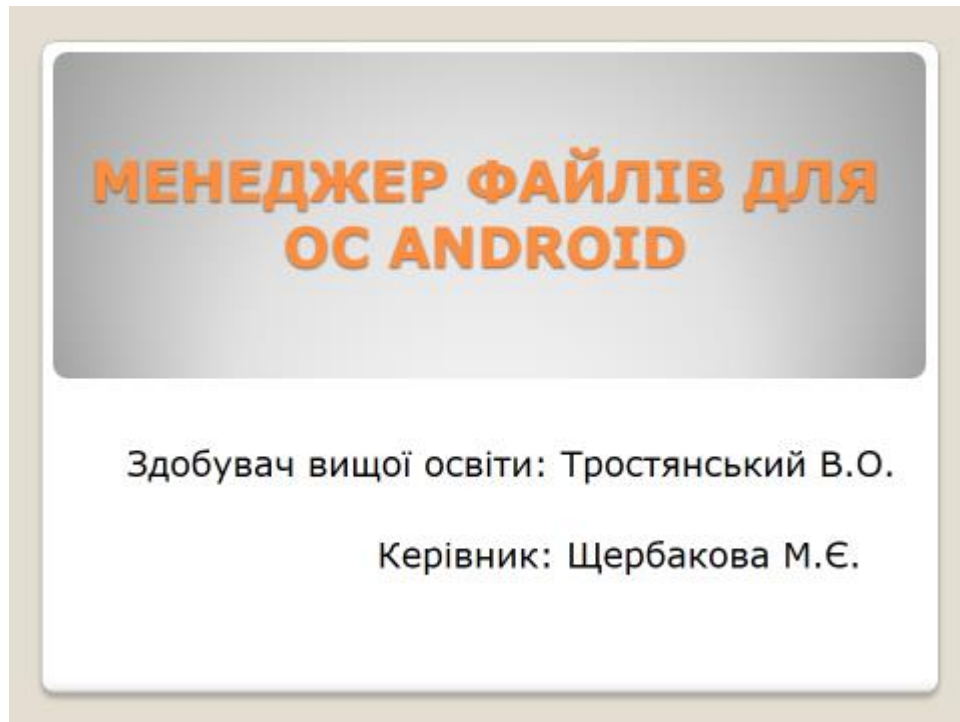 МЕНЕДЖЕР ФАЙЛІВ ДЛЯ
ОС ANDROID
Здобувач вищої освіти: Тростянський В.О.
Керівник: Щербакова М.Є.